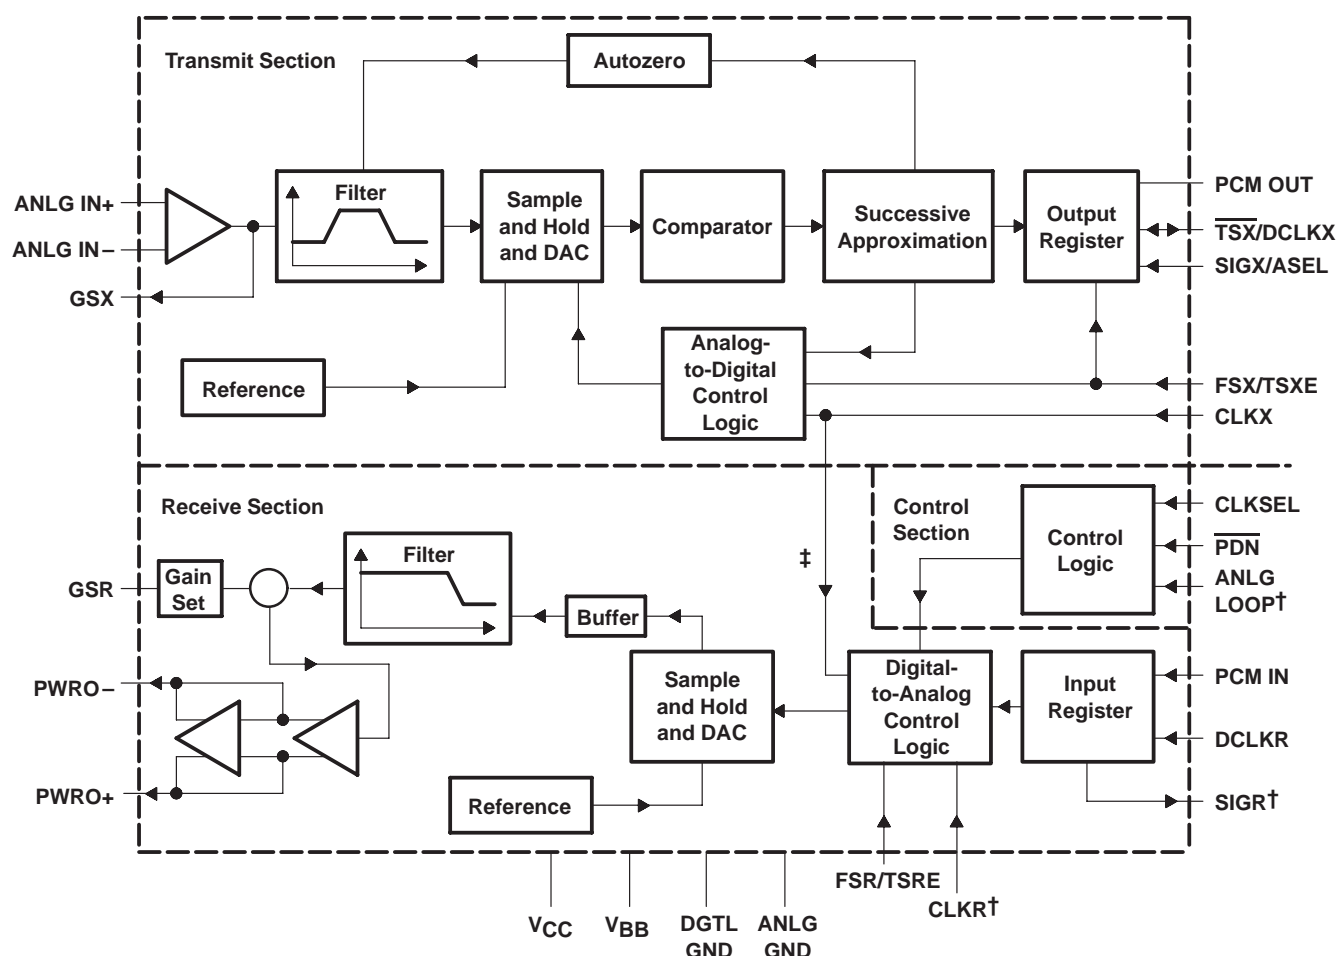 Transmit Section
Autozero
ANLG IN+
ANLG IN−
GSX
Filter
Sample
and Hold
and DAC
Comparator
Successive
Approximation
Output
Register
PCM OUT
TSX/DCLKX
SIGX/ASEL
Reference
Analog-
to-Digital
Control
Logic
FSX/TSXE
CLKX
Receive Section
Control
Section
Control
Logic
CLKSEL
PDN
ANLG
LOOP†
‡
GSR
Gain
Set
Filter
Buffer
PWRO−
PWRO+
Sample
and Hold
and DAC
Digital-
to-Analog
Control
Logic
Input
Register
PCM IN
DCLKR
SIGR†
Reference
FSR/TSRE
CLKR†
VCC
VBB
DGTL
GND
ANLG
GND